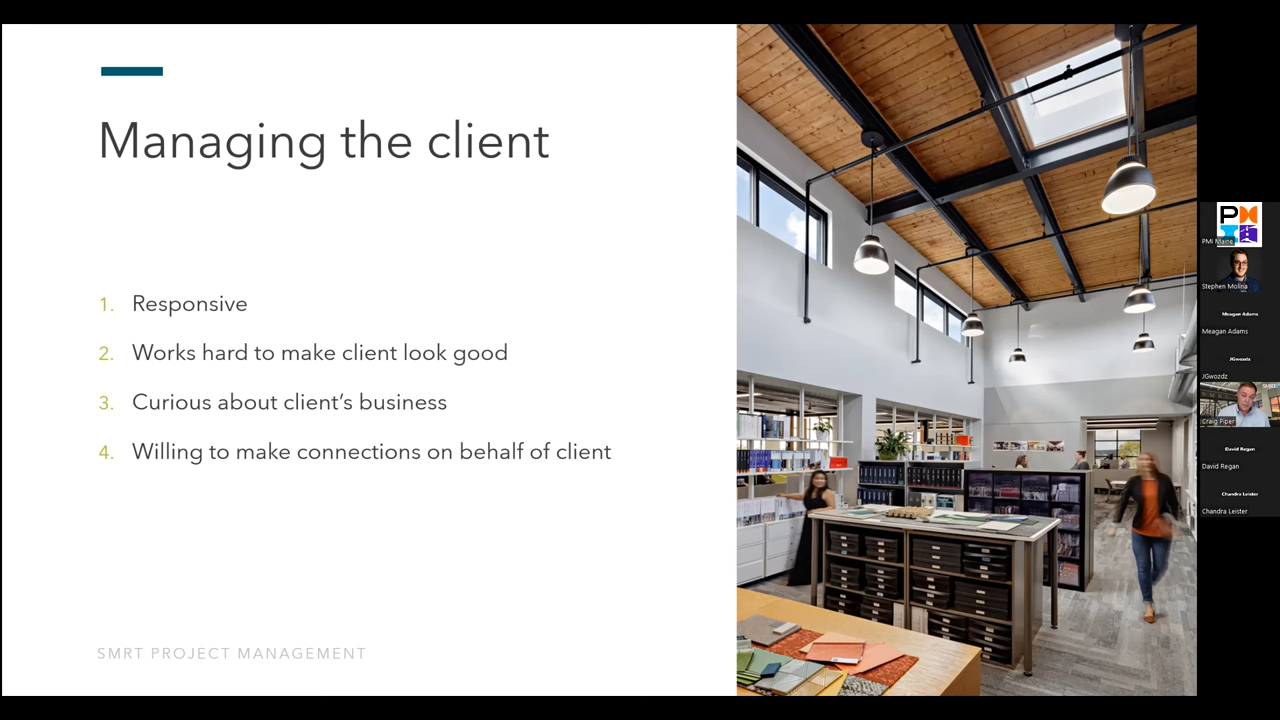 Managing the client
1. Responsive
2. Works hard to make client look good
3. Curious about client’s business
4. Willing to make connections on behalf of client
SMRT PROJECT MANAGEMENT
PMI Maine
Stephen Molina
Meagan Adams
Meagan Adams
JGwozdz
JGwozdz
SMRT
Craig Piper
David Regan
David Regan
Chandra Leister
Chandra Leister